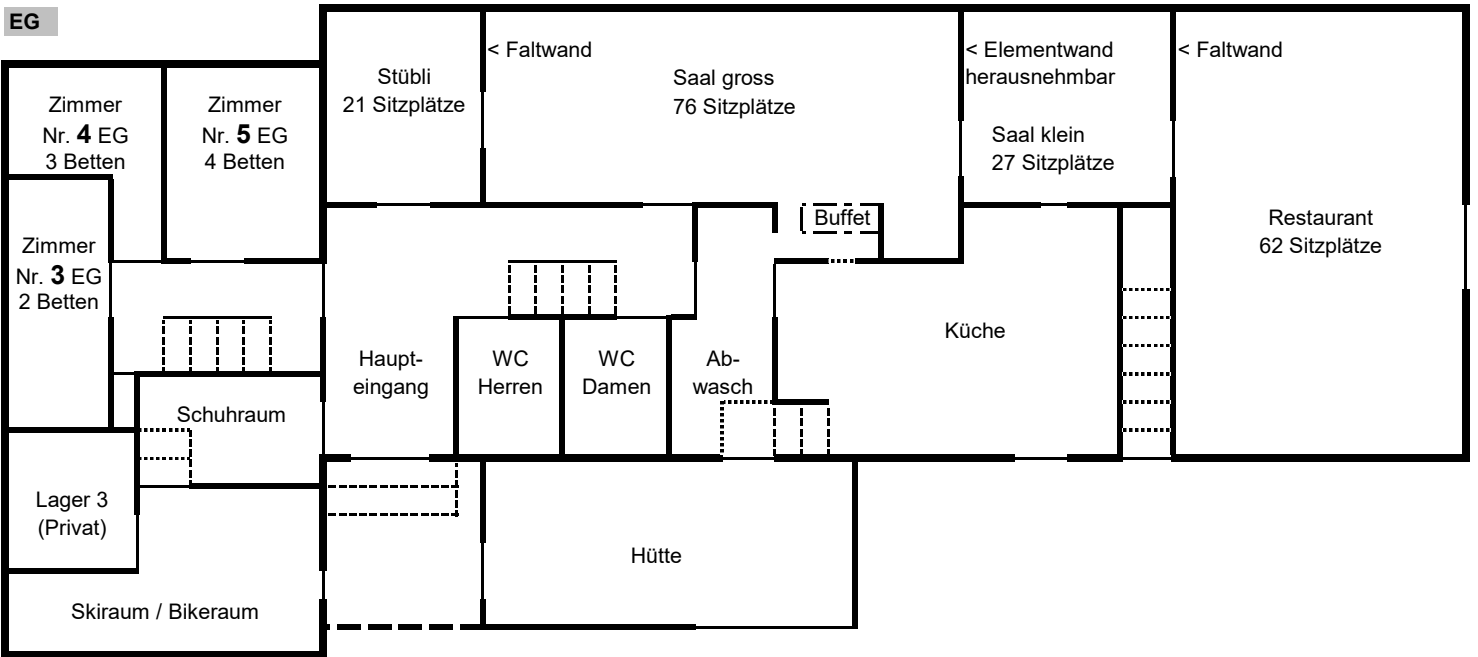 EG
< Faltwand
< Elementwand
herausnehmbar
< Faltwand
Stübli
21 Sitzplätze
Saal gross
76 Sitzplätze
Zimmer
Nr. 4 EG
3 Betten
Zimmer
Nr. 5 EG
4 Betten
Saal klein
27 Sitzplätze
Buffet
Restaurant
62 Sitzplätze
Zimmer
Nr. 3 EG
2 Betten
Küche
Haupt-
eingang
WC
Herren
WC
Damen
Ab-
wasch
Schuhraum
Lager 3
(Privat)
Hütte
Skiraum / Bikeraum